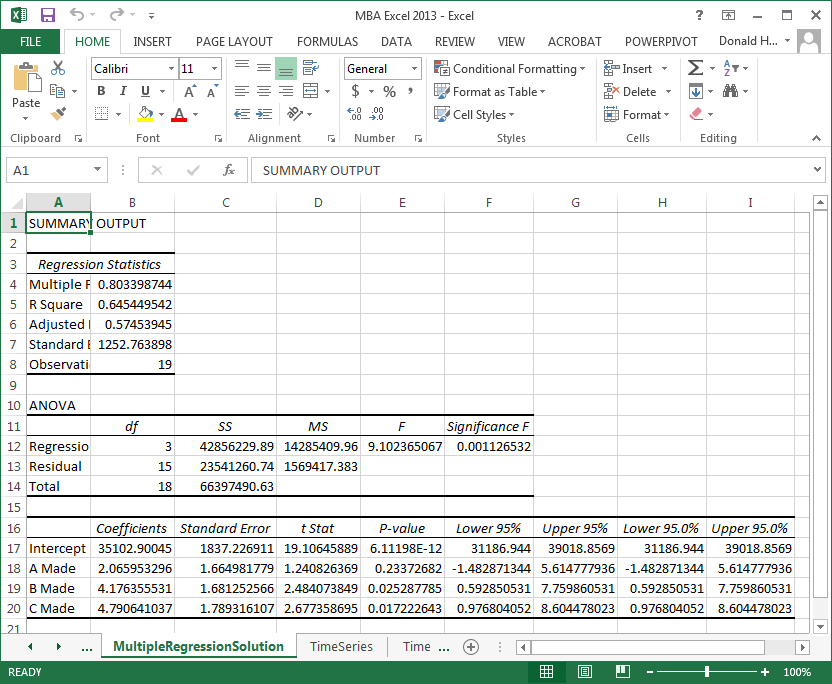 MBA Excel 2013 - Excel
?
FILE HOME INSERT PAGE LAYOUT FORMULAS DATA REVIEW VIEW ACROBAT POWERPIVOT Donald H...
Paste
Calibri 11
B I U A A
A
General
$ % ,
Conditional Formatting
Format as Table
Cell Styles
Insert
Delete
Format
Clipboard Font Alignment Number Styles Cells Editing
A1 fx SUMMARY OUTPUT
A B C D E F G H I
1 SUMMARY OUTPUT
2
3 Regression Statistics
4 Multiple R 0.803398744
5 R Square 0.645449542
6 Adjusted 0.57453945
7 Standard E 1252.763898
8 Observati 19
9
10 ANOVA
11 df SS MS F Significance F
12 Regressio 3 42856229.89 14285409.96 9.102365067 0.001126532
13 Residual 15 23541260.74 1569417.383
14 Total 18 66397490.63
15
16 Coefficients Standard Error t Stat P-value Lower 95% Upper 95% Lower 95.0% Upper 95.0%
17 Intercept 35102.90045 1837.226911 19.10645889 6.11198E-12 31186.944 39018.8569 31186.944 39018.8569
18 A Made 2.065953296 1.664981779 1.240826369 0.23372682 -1.482871344 5.614777936 -1.482871344 5.614777936
19 B Made 4.176355531 1.681252566 2.484073849 0.025287785 0.592850531 7.759860531 0.592850531 7.759860531
20 C Made 4.790641037 1.789316107 2.677358695 0.017222643 0.976804052 8.604478023 0.976804052 8.604478023
21
... MultipleRegressionSolution TimeSeries Time ...
READY 100%